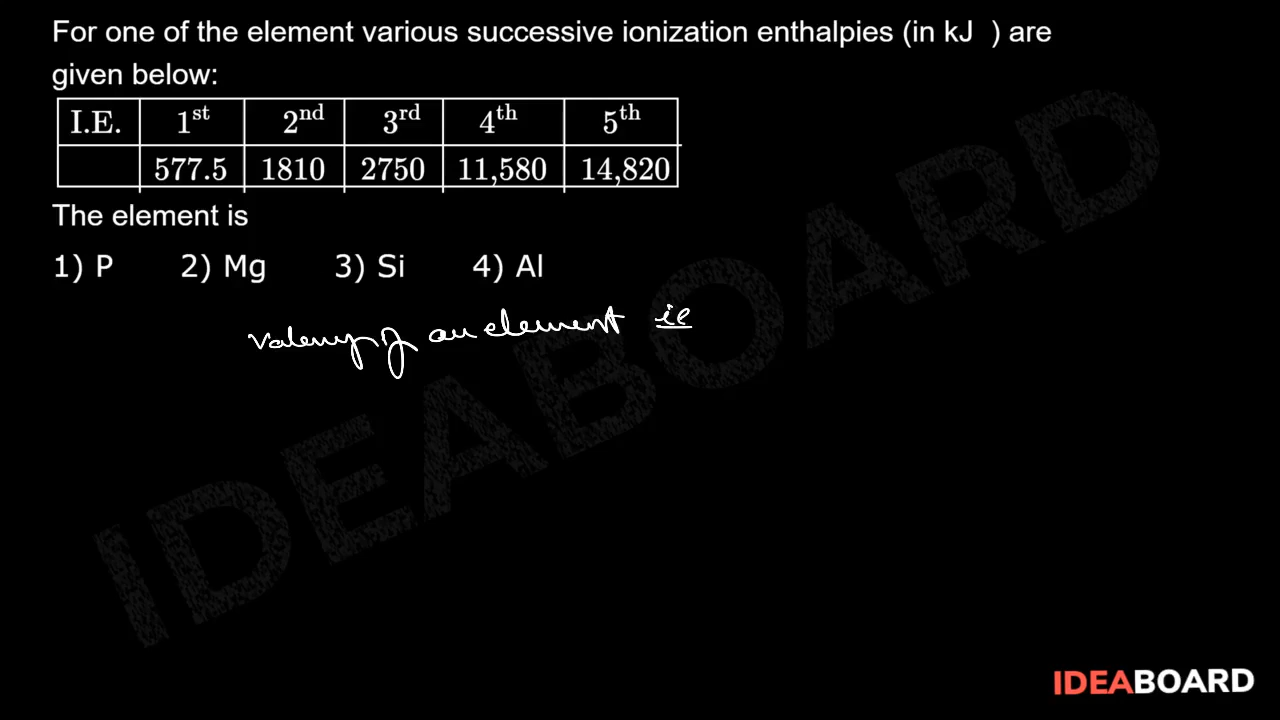 For one of the element various successive ionization enthalpies (in kJ ) are
given below:
I.E. 1st 2nd 3rd 4th 5th
577.5 1810 2750 11,580 14,820
The element is
1) P 2) Mg 3) Si 4) Al
valency of an element ie
IDEABOARD
IDEABOARD